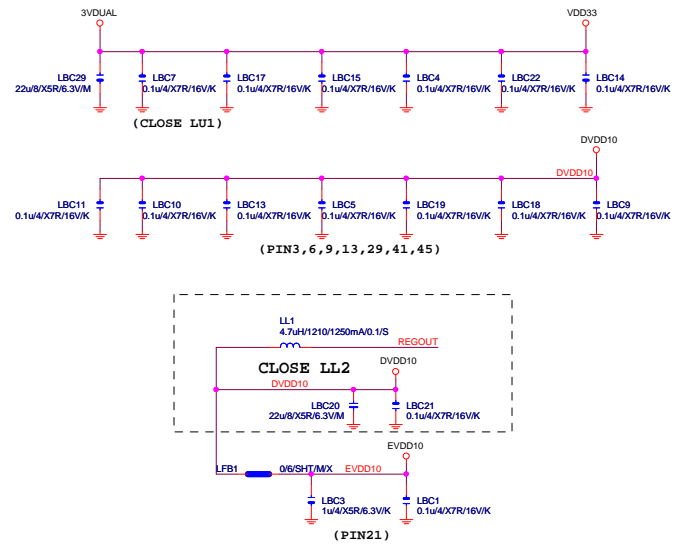 3VDUAL VDD33
LBC29 LBC7 LBC17 LBC15 LBC4 LBC22 LBC14
22u/8/X5R/6.3V/M 0.1u/4/X7R/16V/K 0.1u/4/X7R/16V/K 0.1u/4/X7R/16V/K 0.1u/4/X7R/16V/K 0.1u/4/X7R/16V/K 0.1u/4/X7R/16V/K
(CLOSE LU1)
DVDD10
DVDD10
LBC11 LBC10 LBC13 LBC5 LBC19 LBC18 LBC9
0.1u/4/X7R/16V/K 0.1u/4/X7R/16V/K 0.1u/4/X7R/16V/K 0.1u/4/X7R/16V/K 0.1u/4/X7R/16V/K 0.1u/4/X7R/16V/K 0.1u/4/X7R/16V/K
(PIN3,6,9,13,29,41,45)
LL1
4.7uH/1210/1250mA/0.1/S
REGOUT
CLOSE LL2
DVDD10
DVDD10
LBC20 LBC21
22u/8/X5R/6.3V/M 0.1u/4/X7R/16V/K
EVDD10
LFB1 0/6/SHT/M/X EVDD10
LBC3 LBC1
1u/4/X5R/6.3V/K 0.1u/4/X7R/16V/K
(PIN21)